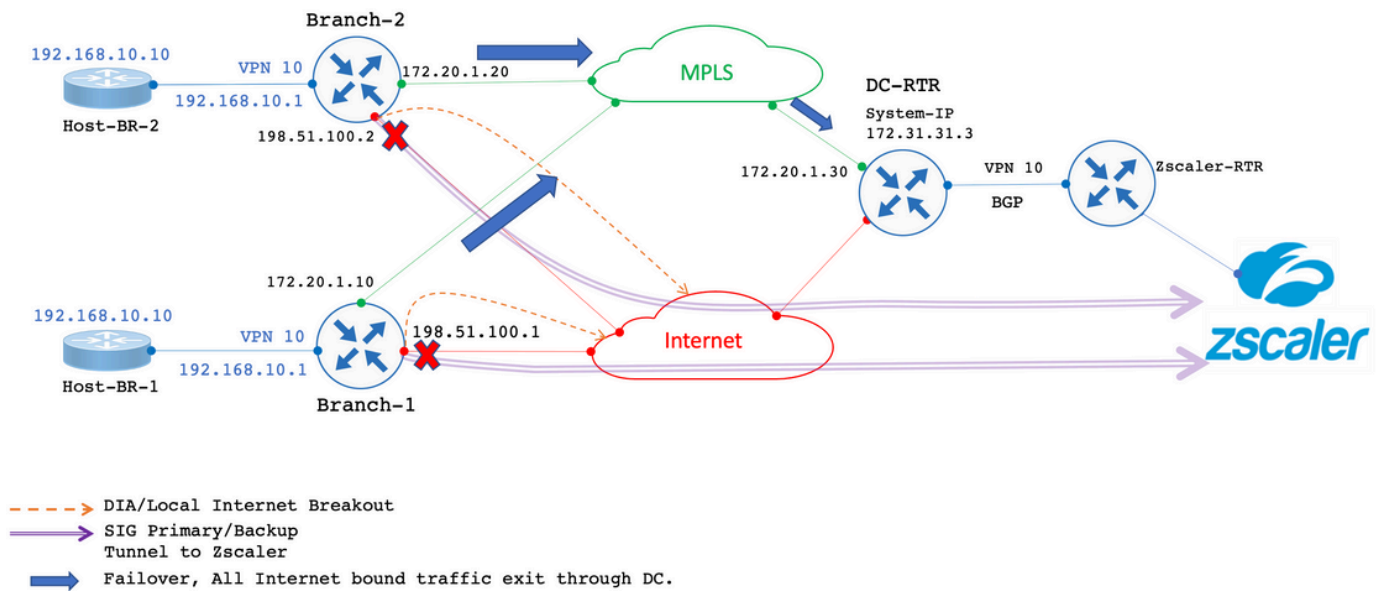 Branch-2
192.168.10.10
VPN 10
172.20.1.20
MPLS
192.168.10.1
Host-BR-2
198.51.100.2
DC-RTR
System-IP
172.31.31.3
172.20.1.30
VPN 10
BGP
Zscaler-RTR
172.20.1.10
192.168.10.10
VPN 10
198.51.100.1
Internet
zscaler
192.168.10.1
Host-BR-1
Branch-1
DIA/Local Internet Breakout
SIG Primary/Backup
Tunnel to Zscaler
Failover, All Internet bound traffic exit through DC.